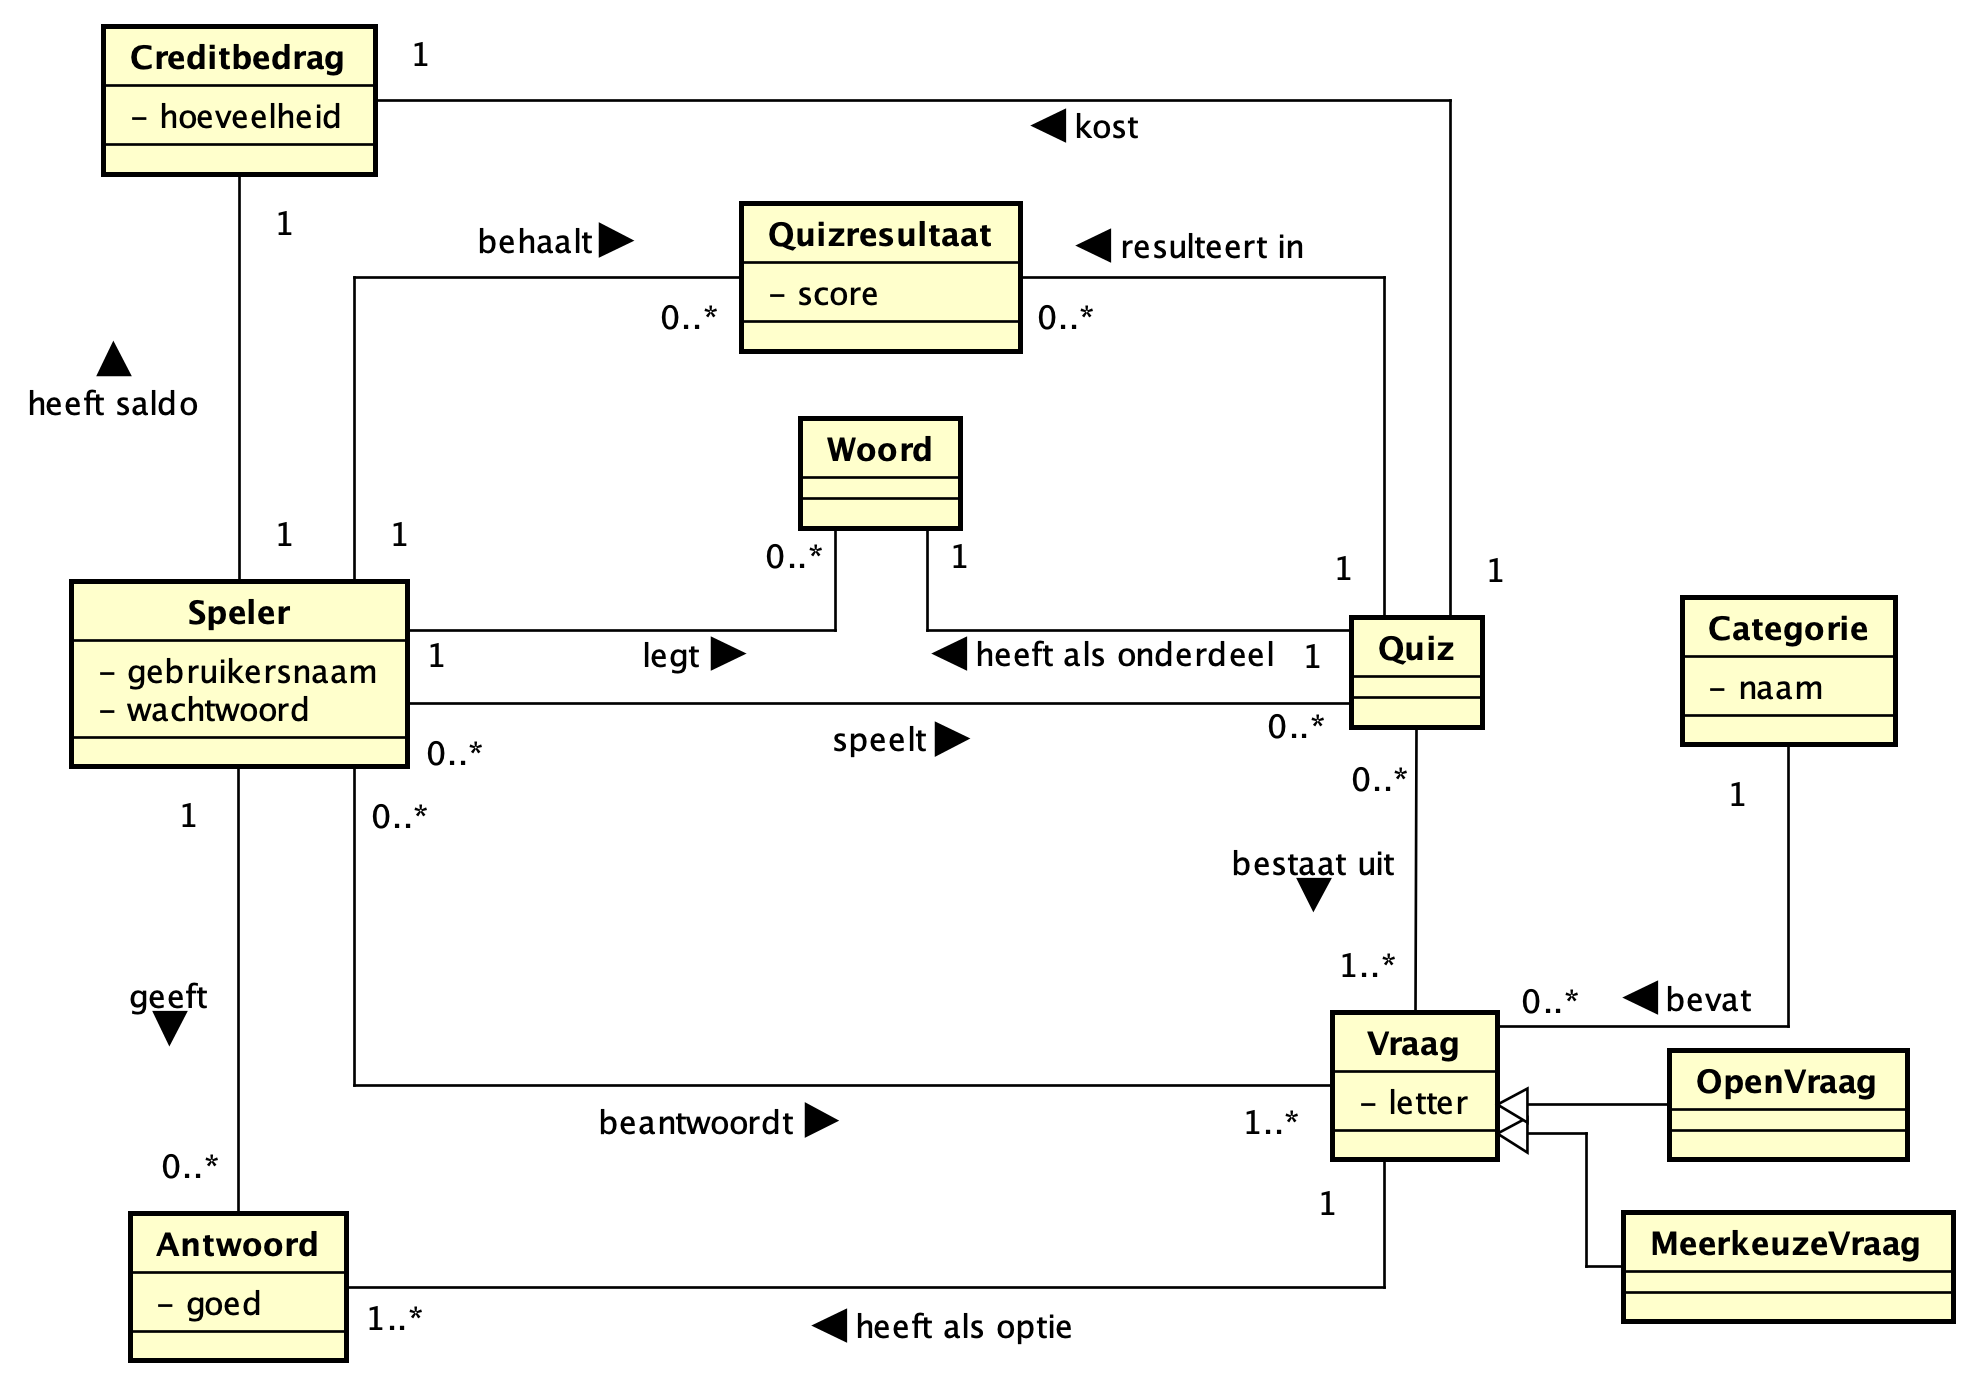 Creditbedrag
- hoeveelheid
1
kost
1
behaalt
Quizresultaat
- score
resulteert in
0..*
0..*
heeft saldo
Woord
1
1
0..*
1
1
1
Speler
- gebruikersnaam
- wachtwoord
1
legt
heeft als onderdeel
1
Quiz
Categorie
- naam
0..*
speelt
0..*
1
0..*
0..*
1
bestaat uit
geeft
1..*
0..*
bevat
Vraag
- letter
OpenVraag
beantwoordt
1..*
0..*
1
Antwoord
- goed
MeerkeuzeVraag
1..*
heeft als optie